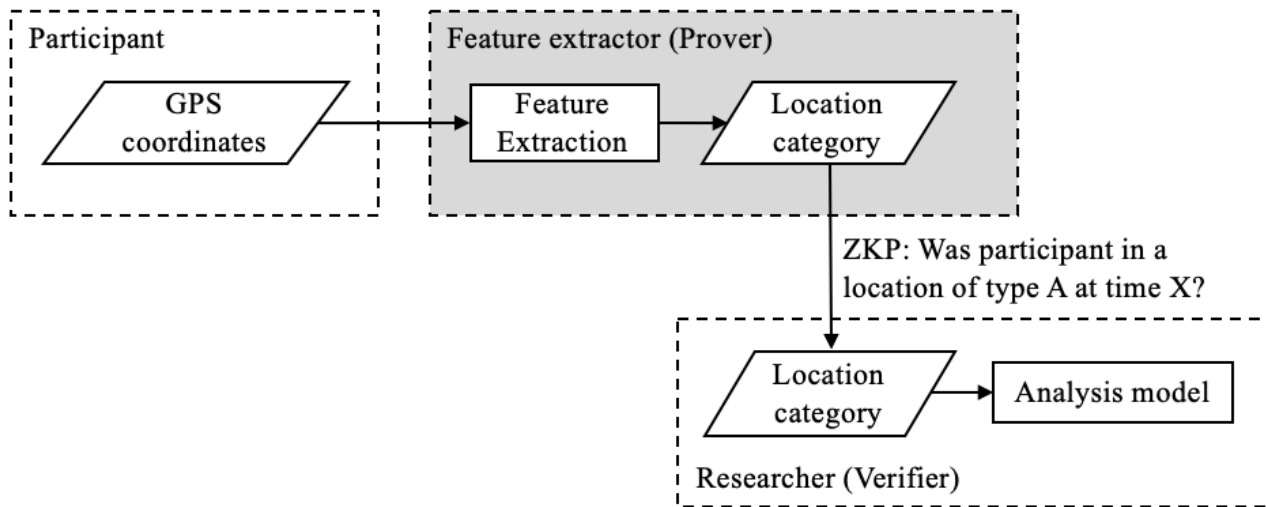 Participant
GPS
coordinates
Feature extractor (Prover)
Feature
Extraction
Location
category
ZKP: Was participant in a
location of type A at time X?
Location
category
Analysis model
Researcher (Verifier)